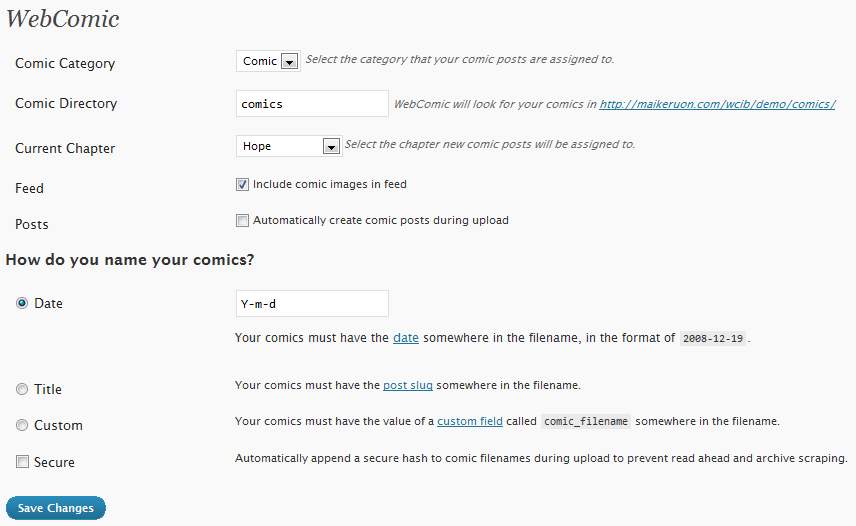 WebComic
Comic Category Comic Select the category that your comic posts are assigned to.
Comic Directory comics WebComic will look for your comics in http://maikeruon.com/wcib/demo/comics/
Current Chapter Hope Select the chapter new comic posts will be assigned to.
Feed Include comic images in feed
Posts Automatically create comic posts during upload
How do you name your comics?
Date Y-m-d
Your comics must have the date somewhere in the filename, in the format of 2008-12-19.
Title Your comics must have the post slug somewhere in the filename.
Custom Your comics must have the value of a custom field called comic_filename somewhere in the filename.
Secure Automatically append a secure hash to comic filenames during upload to prevent read ahead and archive scraping.
Save Changes